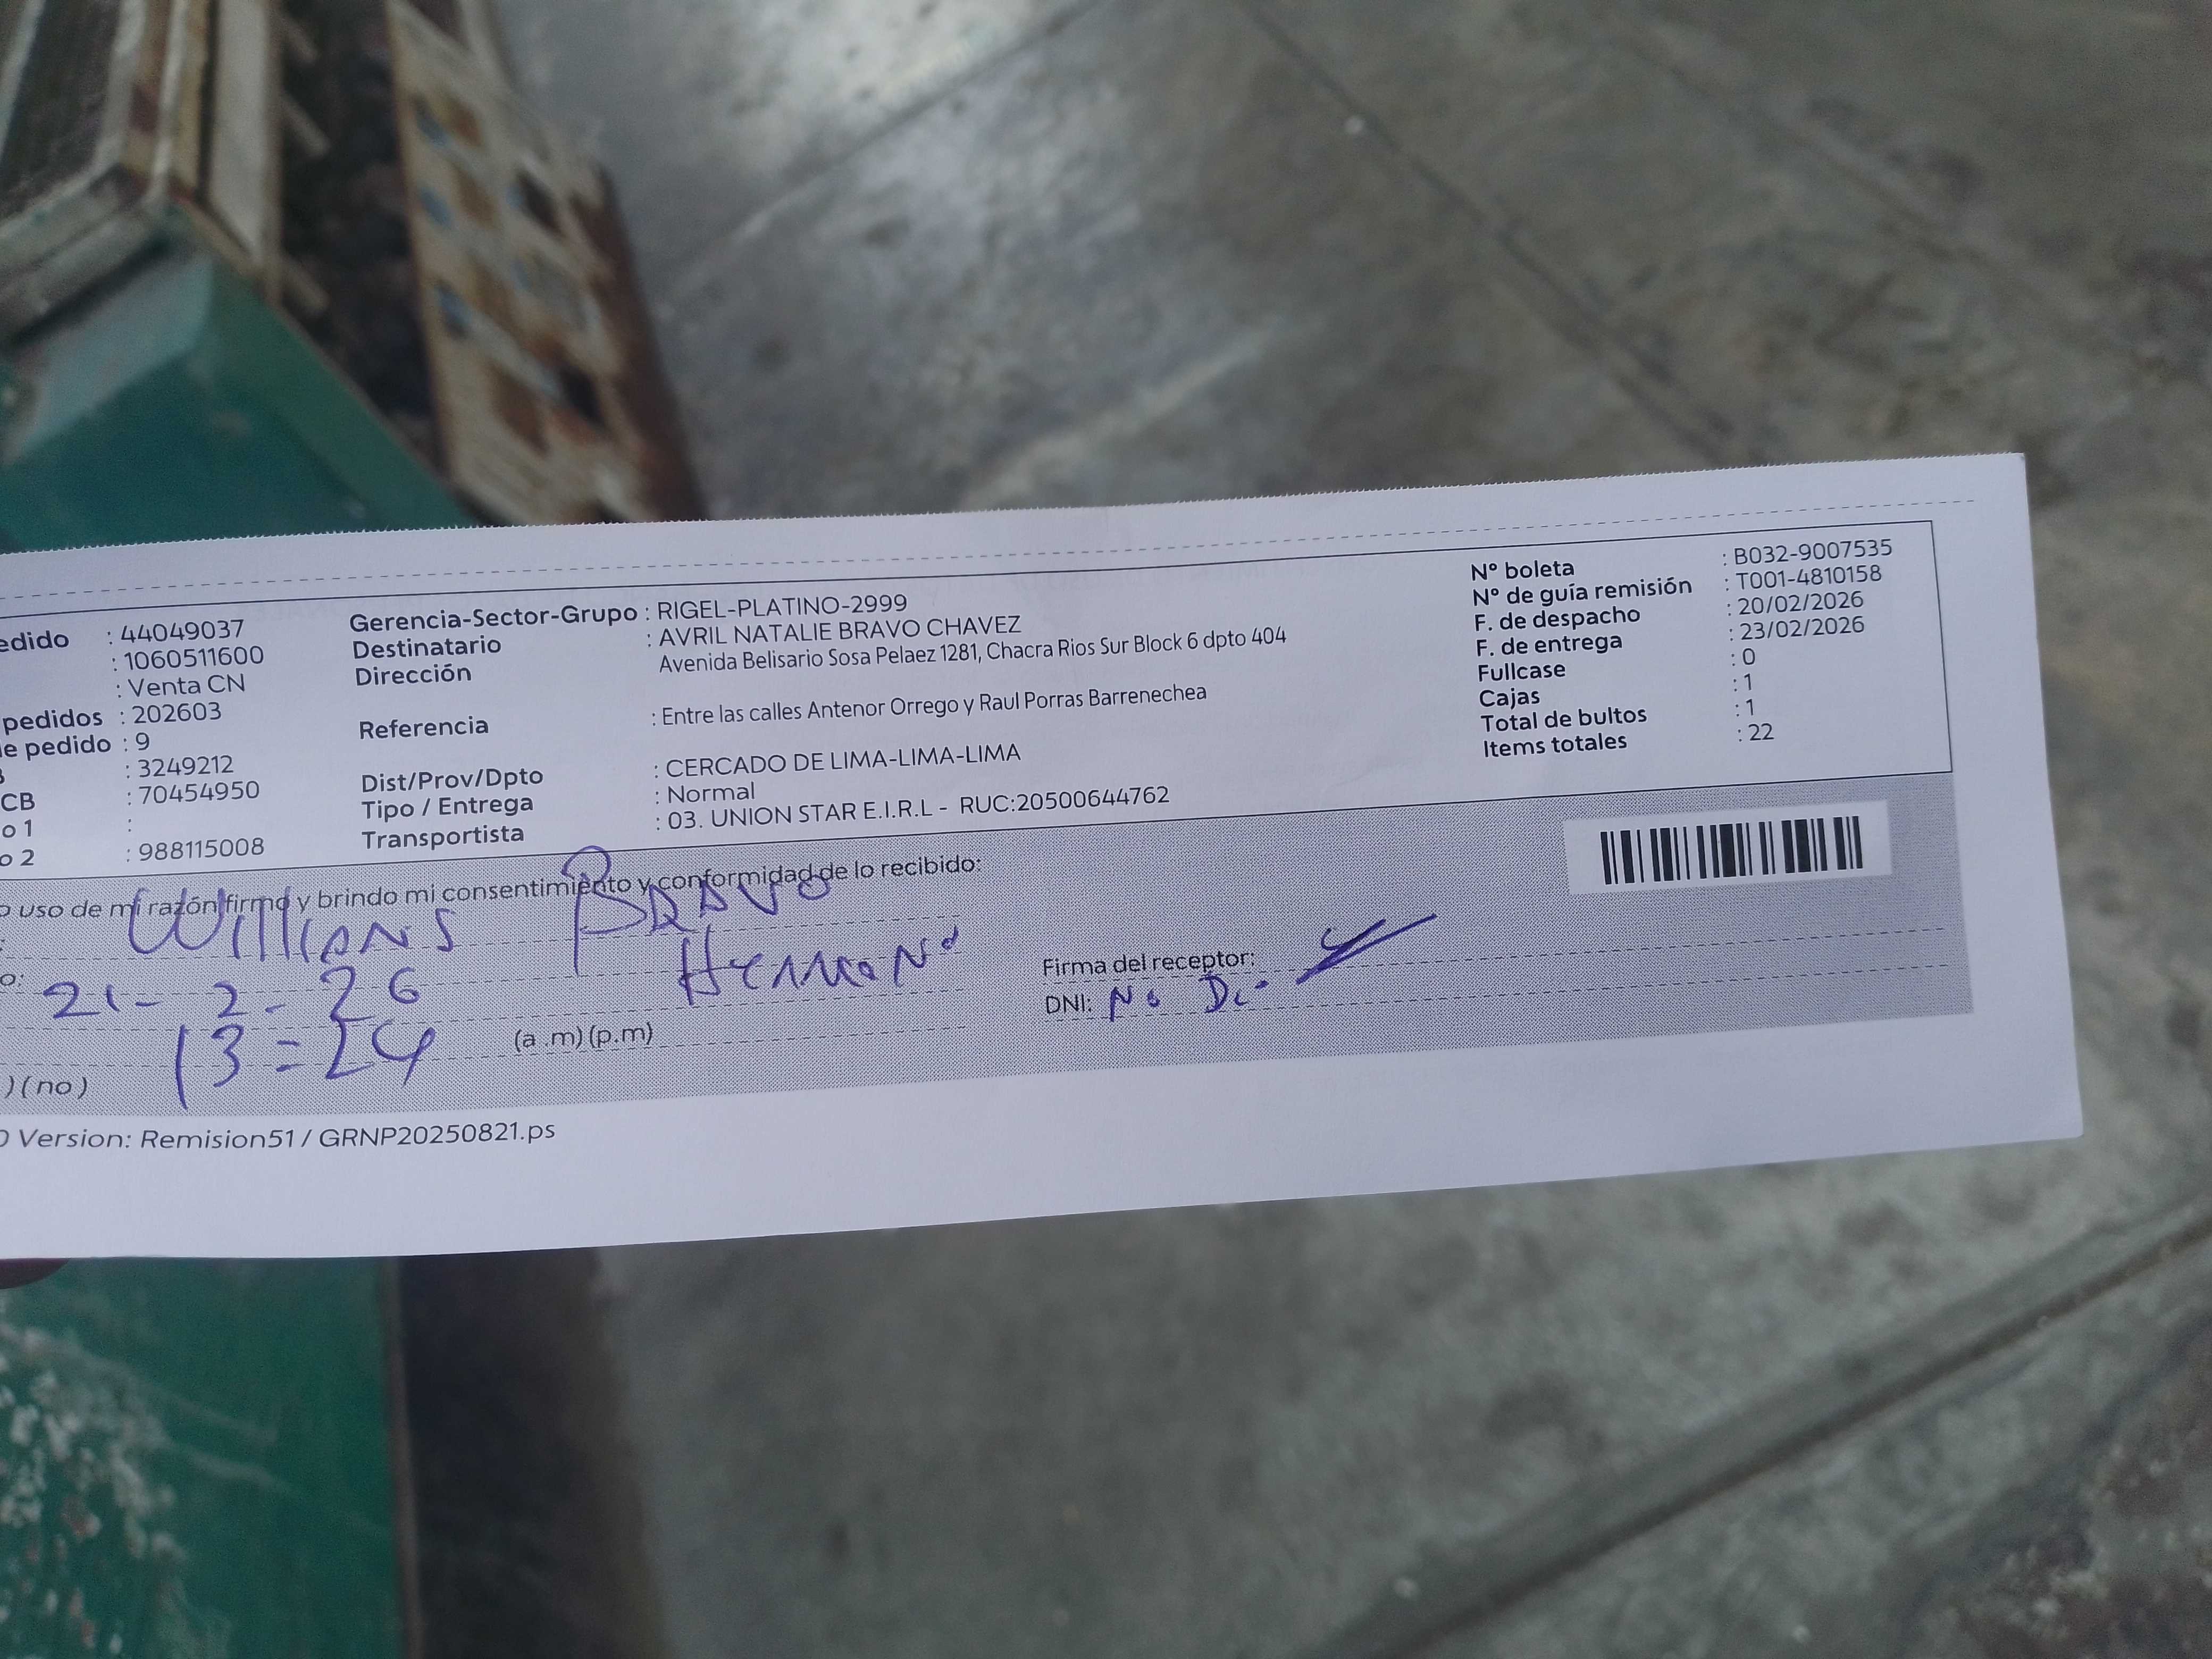 edido : 44049037
: 1060511600
: Venta CN
pedidos : 202603
e pedido : 9
: 3249212
CB : 70454950
o 1 :
o 2 : 988115008
Gerencia-Sector-Grupo : RIGEL-PLATINO-2999
Destinatario : AVRIL NATALIE BRAVO CHAVEZ
Dirección Avenida Belisario Sosa Pelaez 1281, Chacra Rios Sur Block 6 dpto 404
Referencia : Entre las calles Antenor Orrego y Raul Porras Barrenechea
Dist/Prov/Dpto : CERCADO DE LIMA-LIMA-LIMA
Tipo / Entrega : Normal
Transportista : 03. UNION STAR E.I.R.L - RUC:20500644762
Nº boleta : B032-9007535
Nº de guía remisión : T001-4810158
F. de despacho : 20/02/2026
F. de entrega : 23/02/2026
Fullcase : 0
Cajas : 1
Total de bultos : 1
Items totales : 22
o uso de mi razón firmo y brindo mi consentimiento y conformidad de lo recibido:
Willians Bravo
o: 21-2-26
13=24 (a .m) (p.m)
) ( no )
Firma del receptor:
DNI: No Di
O Version: Remision51 / GRNP20250821.ps